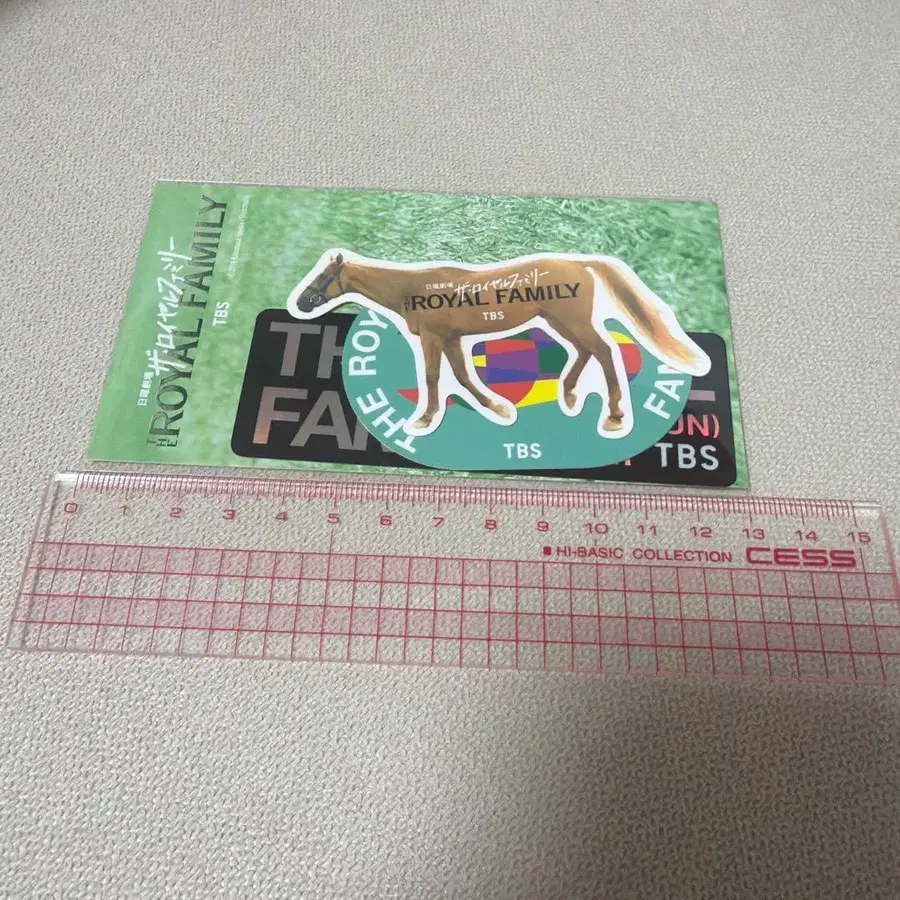 日曜劇場
ザ・ロイヤルファミリー
THE ROYAL FAMILY
TBS
日曜劇場
ザ・ロイヤルファミリー
THE ROYAL FAMILY
TBS
THE ROY
FAM
TBS
TH
FA
UN)
TBS
0 1 2 3 4 5 6 7 8 9 10 11 12 13 14 15
HI-BASIC COLLECTION CESS